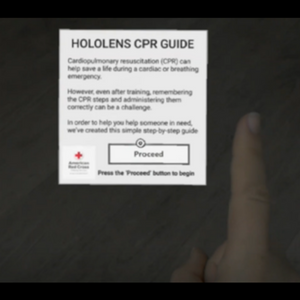 HOLOLENS CPR GUIDE
Cardiopulmonary resuscitation (CPR) can
help save a life during a cardiac or breathing
emergency.
However, even after training, remembering
the CPR steps and administering them
correctly can be a challenge.
In order to help you help someone in need,
we've created this simple step-by-step guide
American
Red Cross
Proceed
Press the 'Proceed' button to begin